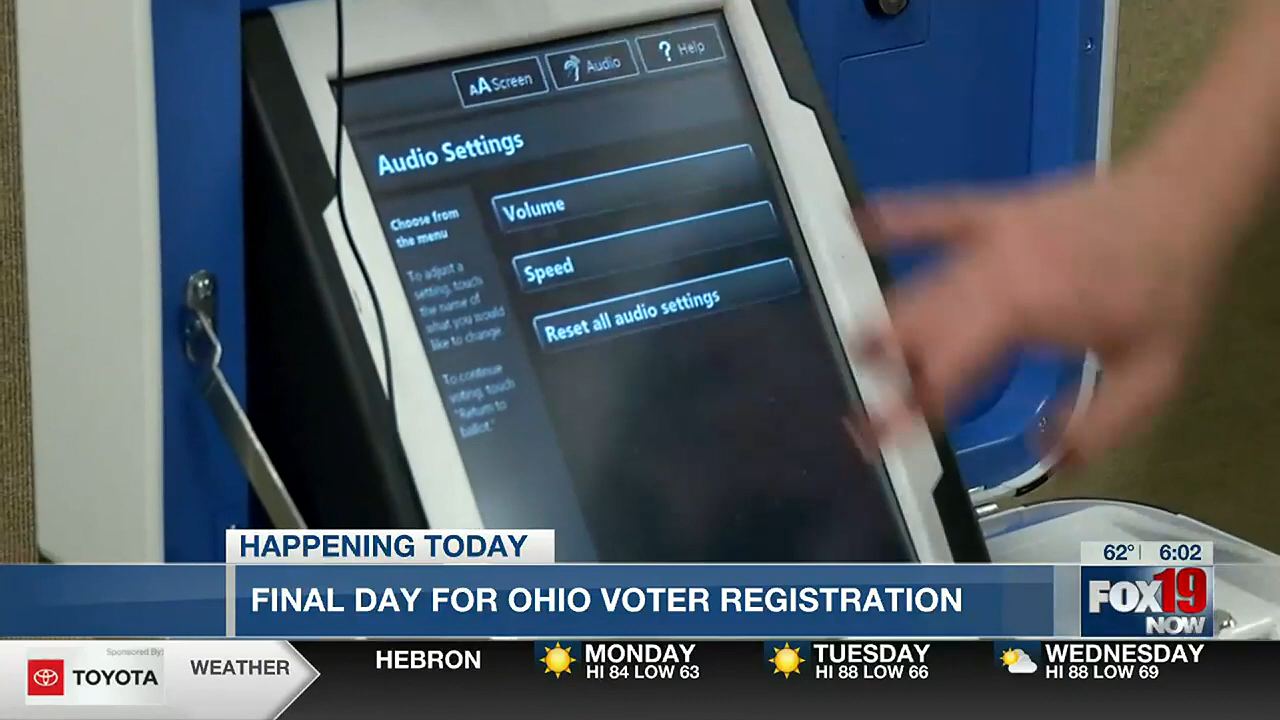 AA Screen
Audio
? Help
Audio Settings
Choose from
the menu
To adjust a
setting, touch
the name of
what you would
like to change.
To continue
voting, touch
"Return to
ballot."
Volume
Speed
Reset all audio settings
HAPPENING TODAY
FINAL DAY FOR OHIO VOTER REGISTRATION
62° 6:02
FOX19
NOW
Sponsored By:
TOYOTA
WEATHER
HEBRON
MONDAY
HI 84 LOW 63
TUESDAY
HI 88 LOW 66
WEDNESDAY
HI 88 LOW 69